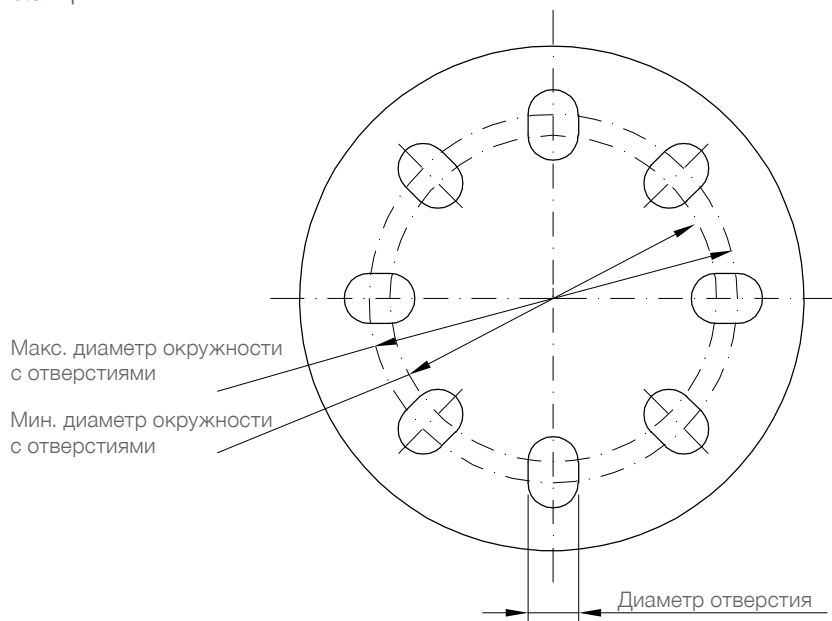 Макс. диаметр окружности
с отверстиями
Мин. диаметр окружности
с отверстиями
Диаметр отверстия